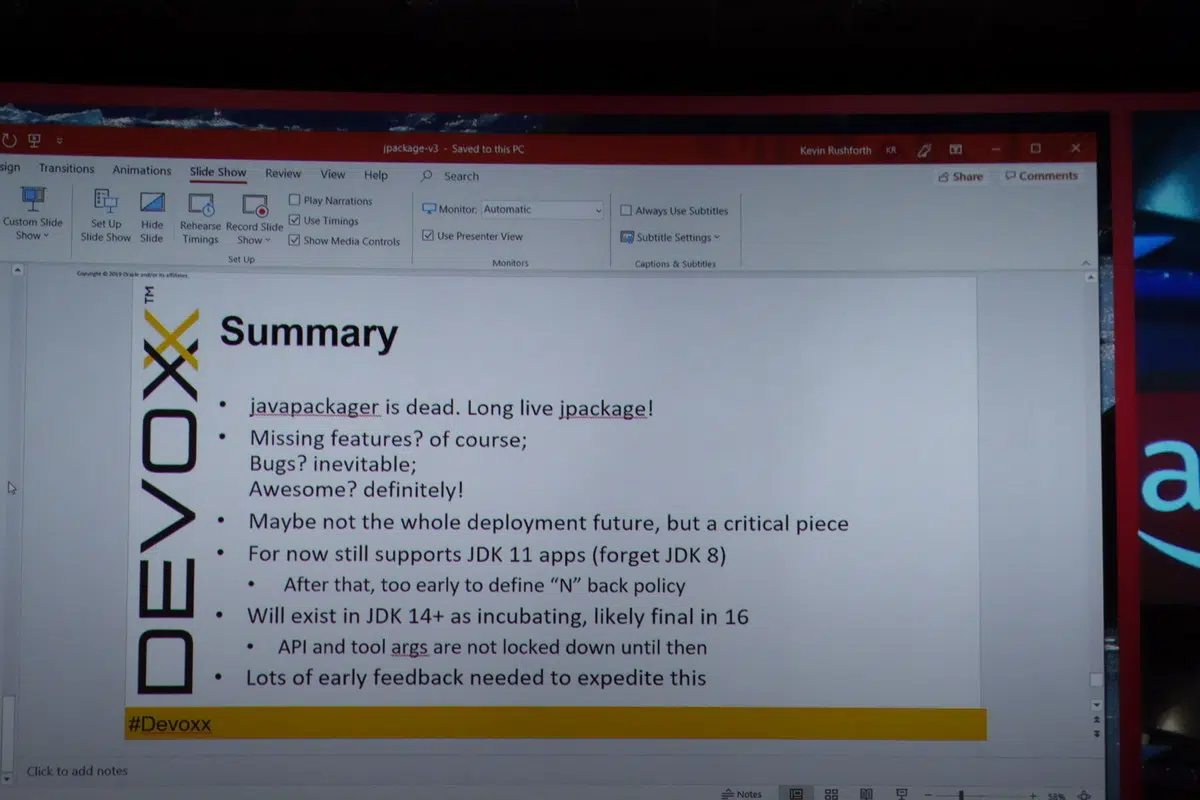 jpackage-v3 - Saved to this PC
Kevin Rushforth KR
sign Transitions Animations Slide Show Review View Help Search
Share Comments
Custom Slide
Show
Set Up
Slide Show
Hide
Slide
Rehearse
Timings
Record Slide
Show
Play Narrations
Use Timings
Show Media Controls
Set Up
Monitor: Automatic
Use Presenter View
Monitors
Always Use Subtitles
Subtitle Settings
Captions & Subtitles
Copyright © 2019 Oracle and/or its affiliates.
DEVOXX™
Summary
• javapackager is dead. Long live jpackage!
• Missing features? of course;
Bugs? inevitable;
Awesome? definitely!
• Maybe not the whole deployment future, but a critical piece
• For now still supports JDK 11 apps (forget JDK 8)
• After that, too early to define “N” back policy
• Will exist in JDK 14+ as incubating, likely final in 16
• API and tool args are not locked down until then
• Lots of early feedback needed to expedite this
#Devoxx
Click to add notes
Notes
58%
a